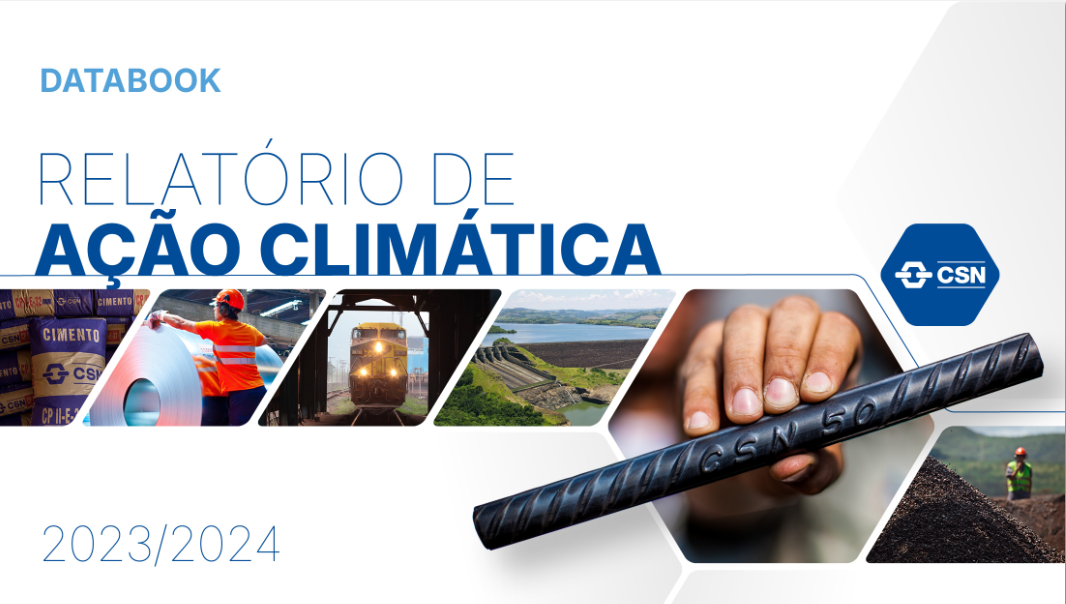 DATABOOK
RELATÓRIO DE
AÇÃO CLIMÁTICA
CSN
CIMENTO
CIMENTO
CSN
CSN 50
2023/2024